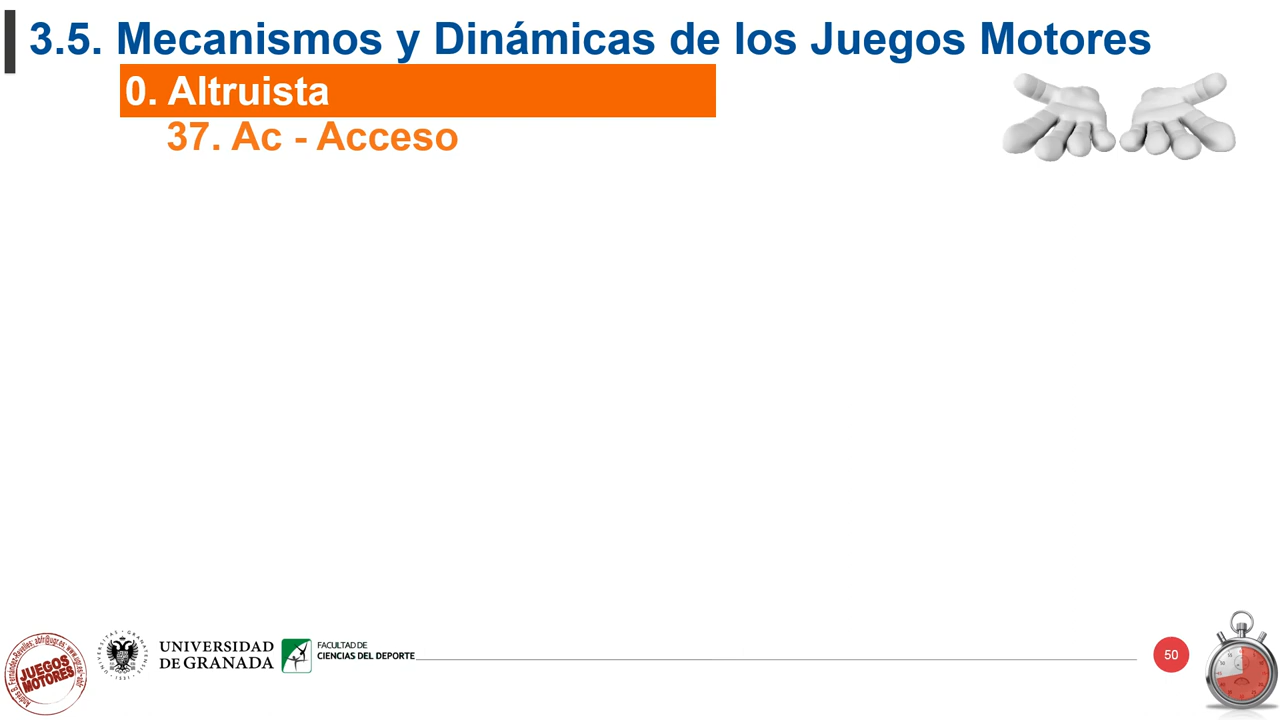 3.5. Mecanismos y Dinámicas de los Juegos Motores
0. Altruista
37. Ac - Acceso
JUEGOS
MOTORES
UNIVERSIDAD
DE GRANADA
FACULTAD DE
CIENCIAS DEL DEPORTE
50